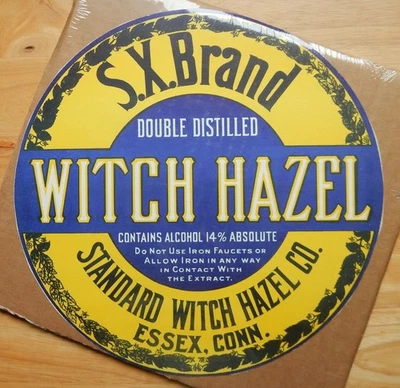 S.X. Brand
DOUBLE DISTILLED
WITCH HAZEL
CONTAINS ALCOHOL 14% ABSOLUTE
DO NOT USE IRON FAUCETS OR
ALLOW IRON IN ANY WAY
IN CONTACT WITH
THE EXTRACT.
STANDARD WITCH HAZEL CO.
ESSEX, CONN.